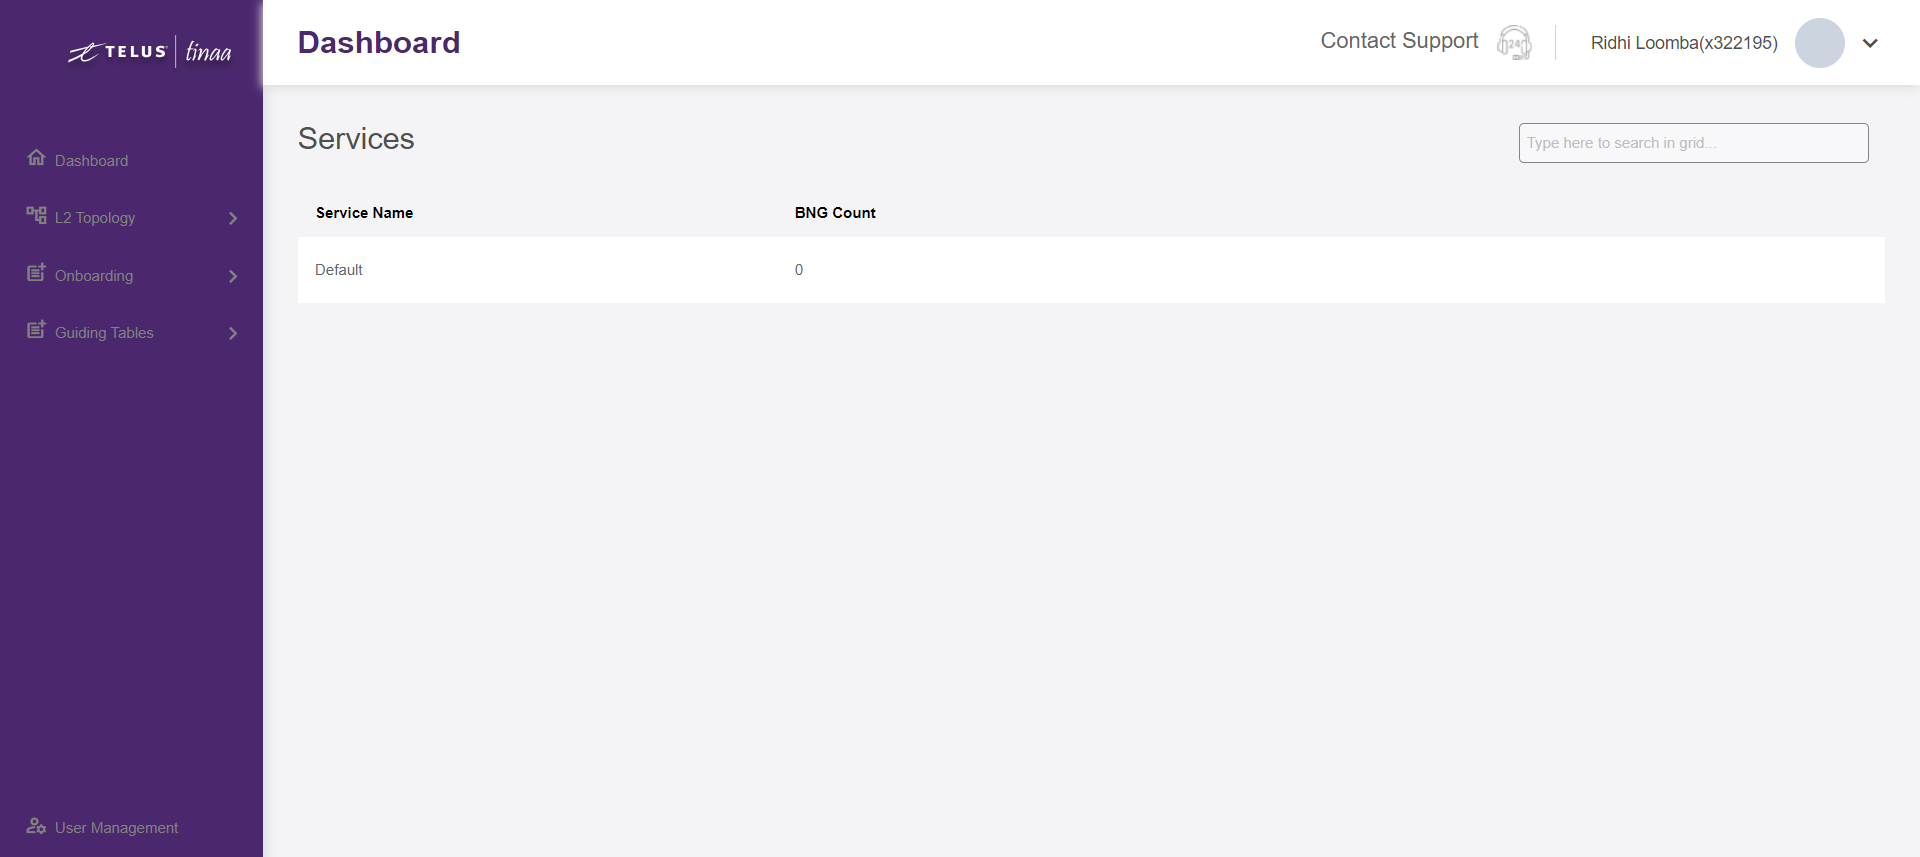 TELUS tinaa
Dashboard
Contact Support
24
Ridhi Loomba(x322195)
Dashboard
L2 Topology
Onboarding
Guiding Tables
User Management
Services
Type here to search in grid...
Service Name BNG Count
Default 0